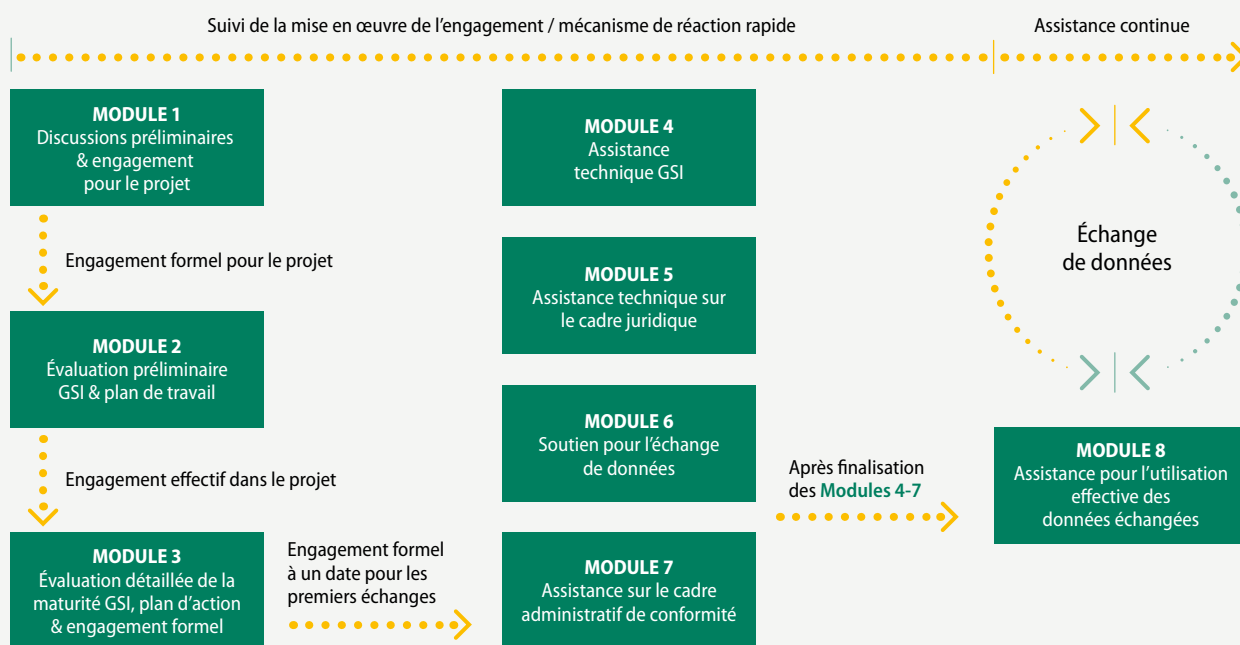 Suivi de la mise en œuvre de l’engagement / mécanisme de réaction rapide
Assistance continue
MODULE 1
Discussions préliminaires
& engagement
pour le projet
Engagement formel pour le projet
MODULE 2
Évaluation préliminaire
GSI & plan de travail
Engagement effectif dans le projet
MODULE 3
Évaluation détaillée de la
maturité GSI, plan d’action
& engagement formel
Engagement formel
à un date pour les
premiers échanges
MODULE 4
Assistance
technique GSI
MODULE 5
Assistance technique sur
le cadre juridique
MODULE 6
Soutien pour l’échange
de données
MODULE 7
Assistance sur le cadre
administratif de conformité
Après finalisation
des Modules 4-7
Échange
de données
MODULE 8
Assistance pour l’utilisation
effective des
données échangées